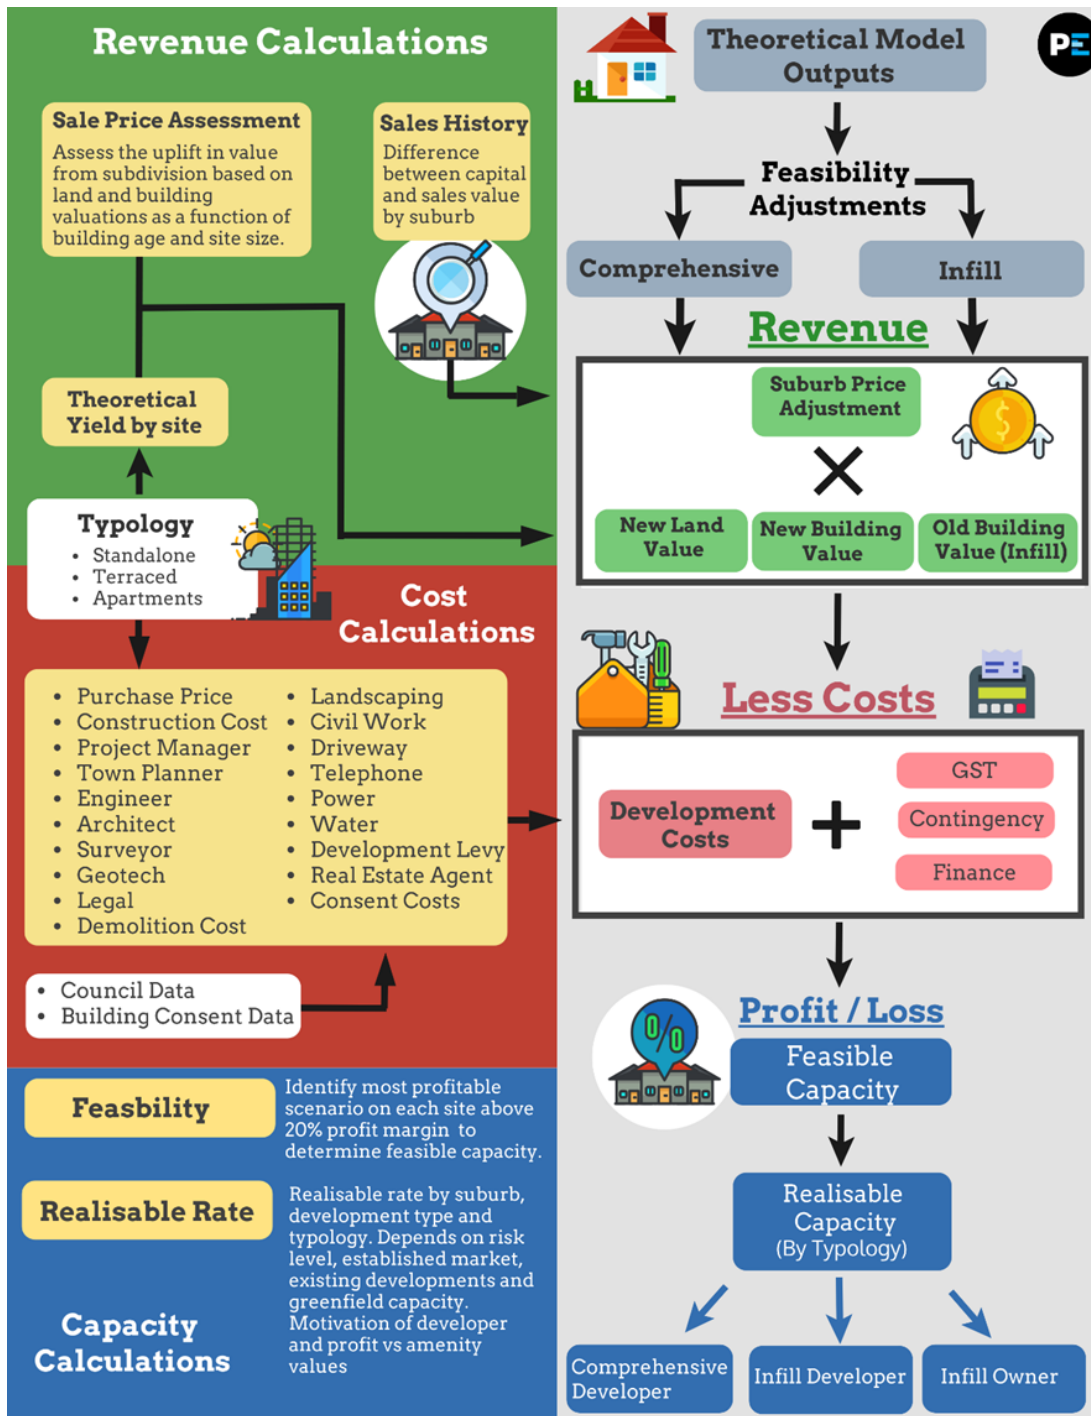 Revenue Calculations
Sale Price Assessment
Assess the uplift in value
from subdivision based on
land and building
valuations as a function of
building age and site size.
Sales History
Difference
between capital
and sales value
by suburb
Theoretical
Yield by site
Typology
• Standalone
• Terraced
• Apartments
Cost
Calculations
• Purchase Price
• Construction Cost
• Project Manager
• Town Planner
• Engineer
• Architect
• Surveyor
• Geotech
• Legal
• Demolition Cost
• Landscaping
• Civil Work
• Driveway
• Telephone
• Power
• Water
• Development Levy
• Real Estate Agent
• Consent Costs
• Council Data
• Building Consent Data
Feasbility
Identify most profitable
scenario on each site above
20% profit margin to
determine feasible capacity.
Realisable Rate
Realisable rate by suburb,
development type and
typology. Depends on risk
level, established market,
existing developments and
greenfield capacity.
Motivation of developer
and profit vs amenity
values
Capacity
Calculations
Theoretical Model
Outputs
PE
Feasibility
Adjustments
Comprehensive
Infill
Revenue
Suburb Price
Adjustment
$
New Land
Value
New Building
Value
Old Building
Value (Infill)
Less Costs
Development
Costs
+
GST
Contingency
Finance
Profit / Loss
0/0
Feasible
Capacity
Realisable
Capacity
(By Typology)
Comprehensive
Developer
Infill Developer
Infill Owner